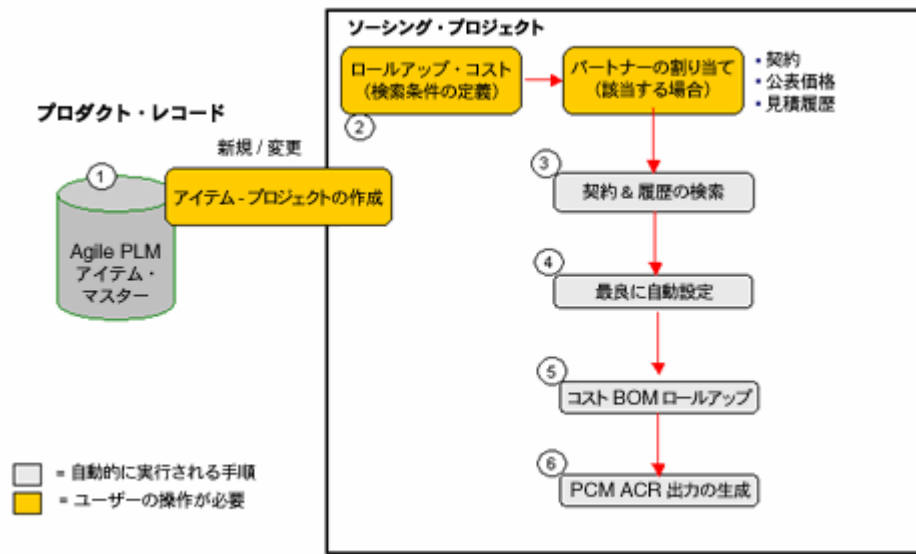 ソーシング・プロジェクト
ロールアップ・コスト
(検索条件の定義)
②
パートナーの割り当て
(該当する場合)
• 契約
• 公表価格
• 見積履歴
プロダクト・レコード
新規 / 変更
①
アイテム - プロジェクトの作成
Agile PLM
アイテム・
マスター
③
契約 & 履歴の検索
④
最良に自動設定
⑤
コスト BOM ロールアップ
⑥
PCM ACR 出力の生成
= 自動的に実行される手順
= ユーザーの操作が必要